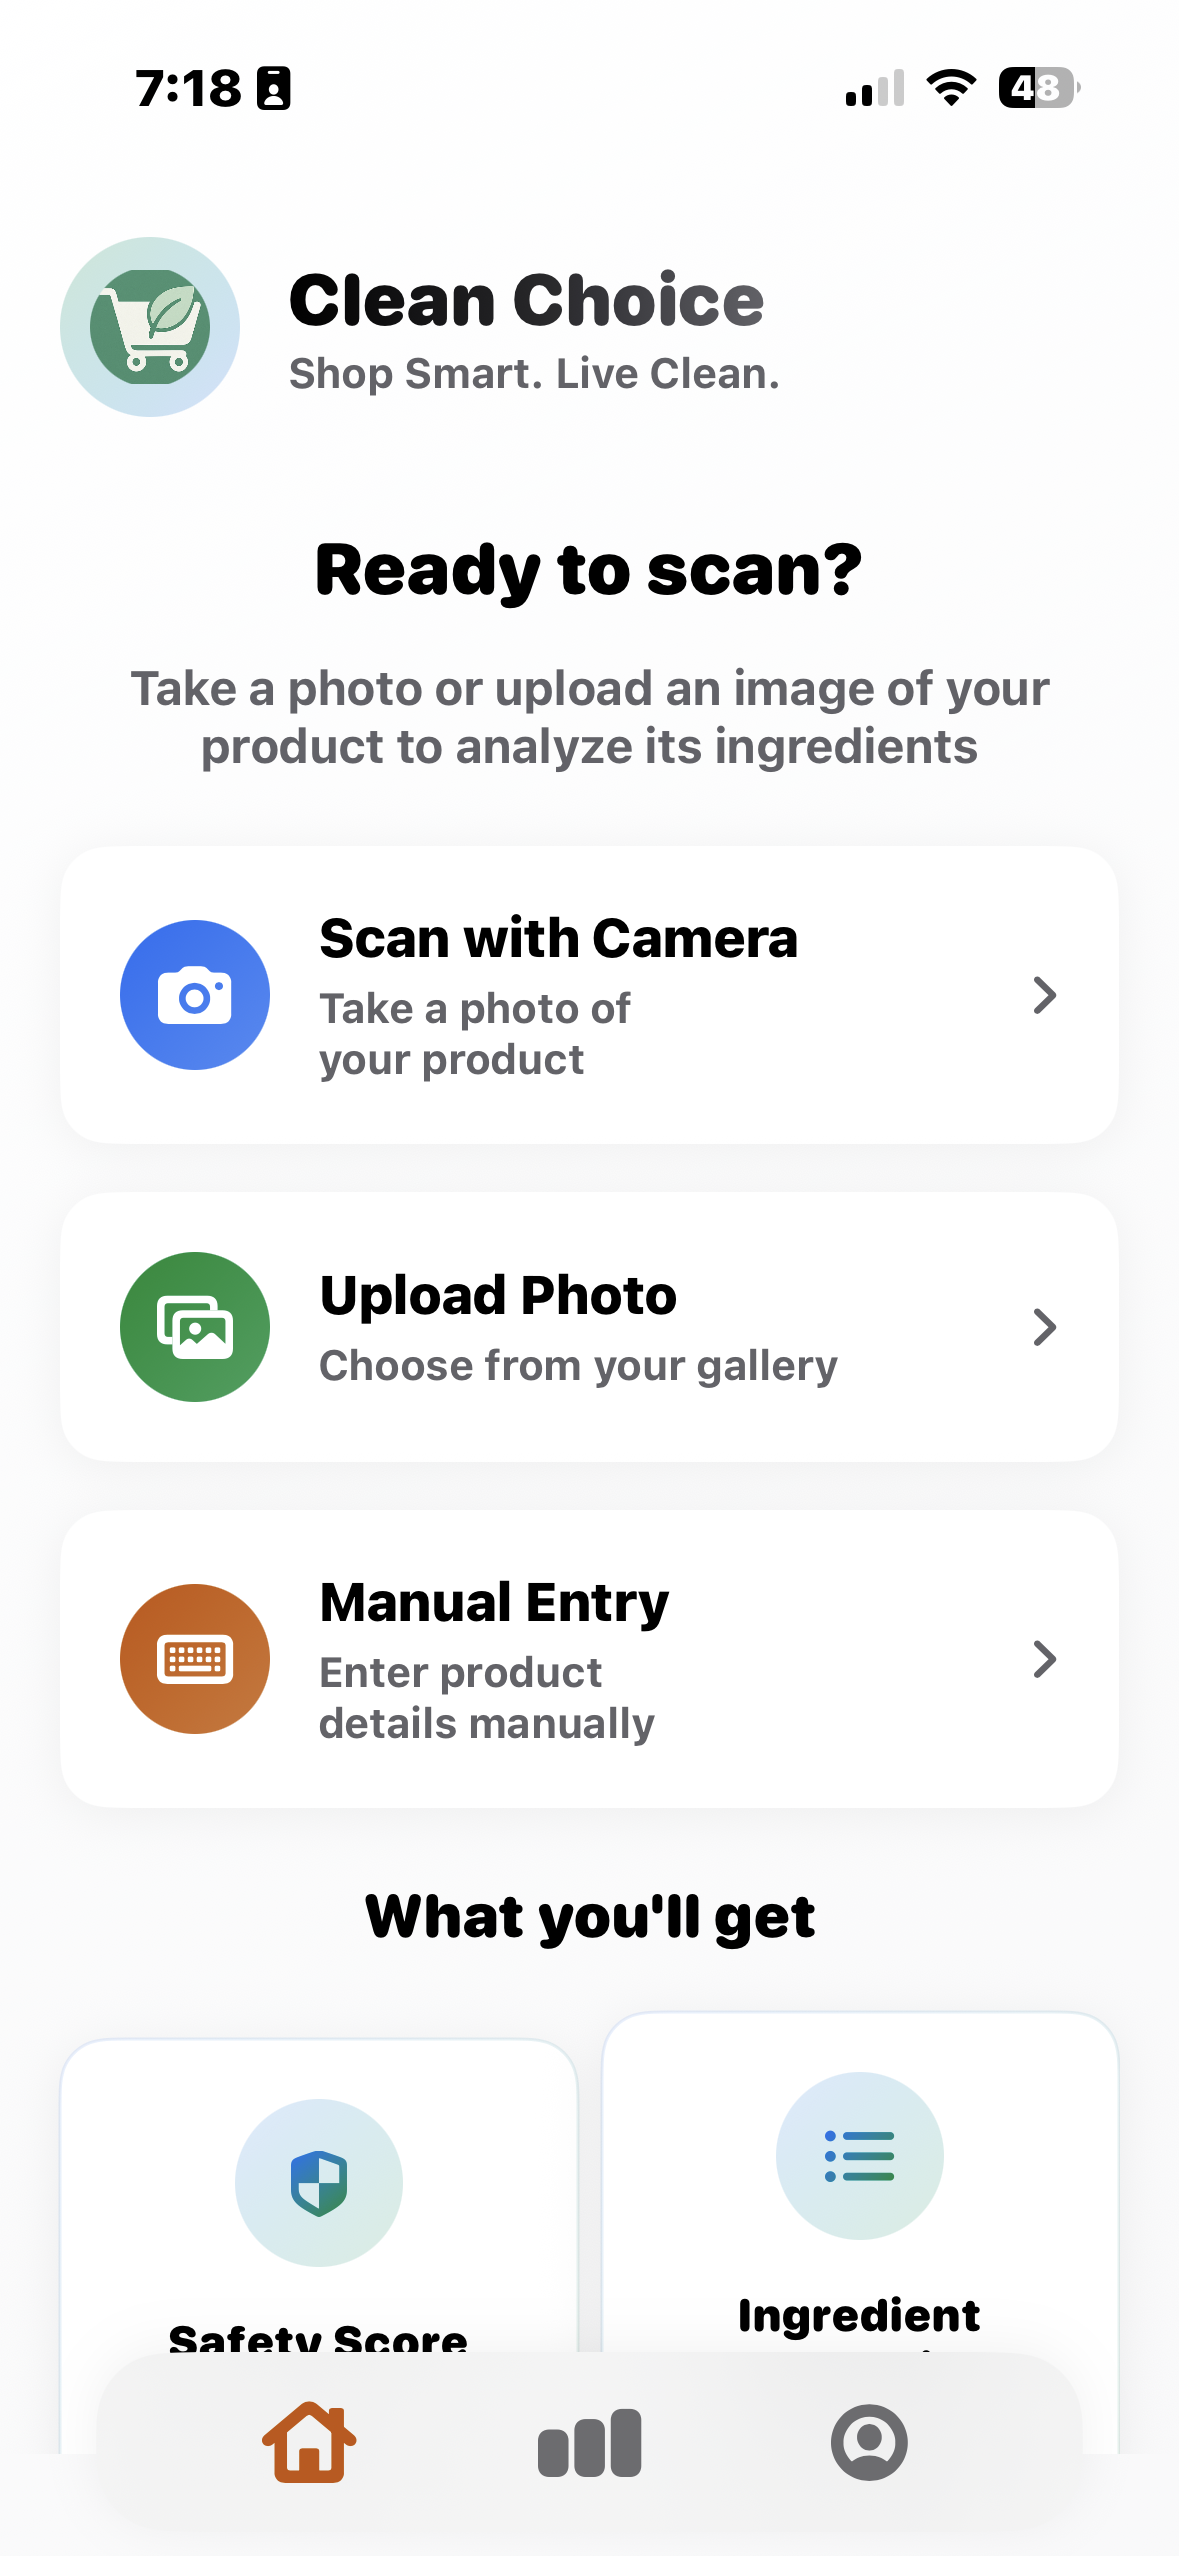 7:18
48
Clean Choice
Shop Smart. Live Clean.
Ready to scan?
Take a photo or upload an image of your
product to analyze its ingredients
Scan with Camera
Take a photo of
your product
Upload Photo
Choose from your gallery
Manual Entry
Enter product
details manually
What you'll get
Safety Score
Ingredient